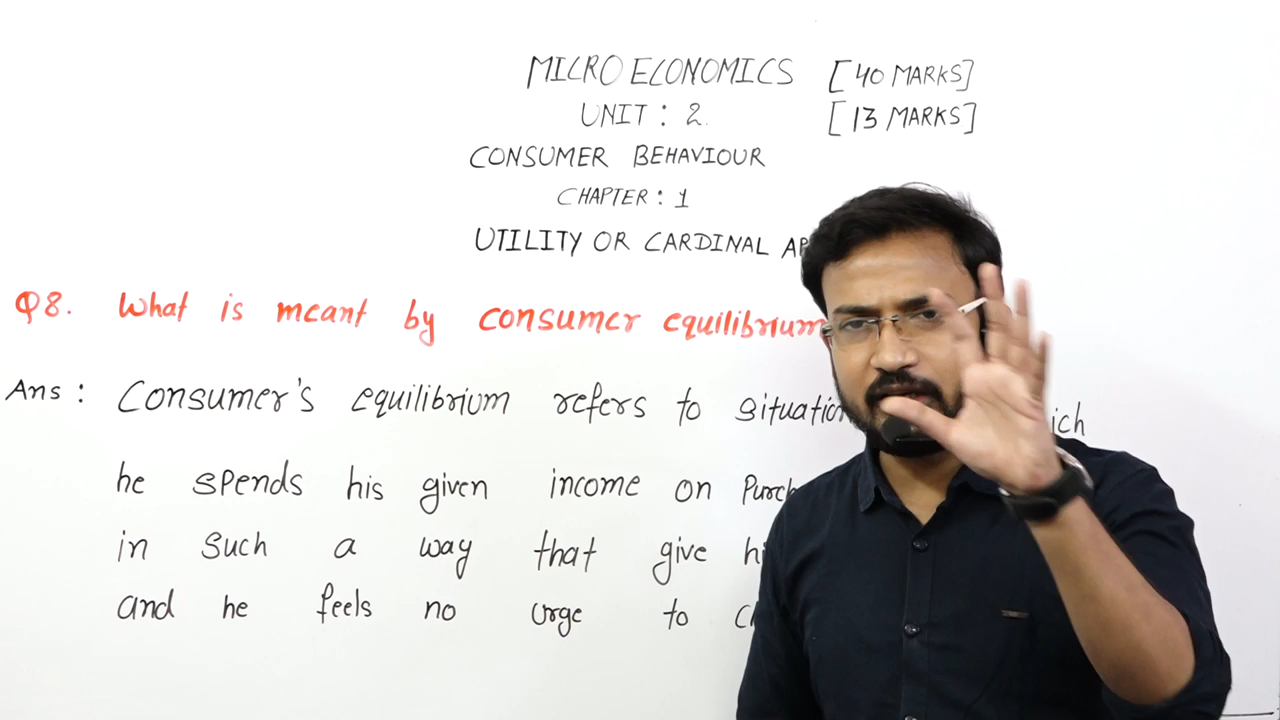 MICRO ECONOMICS [40 MARKS]
UNIT : 2. [13 MARKS]
CONSUMER BEHAVIOUR
CHAPTER : 1
UTILITY OR CARDINAL
Q8. What is meant by consumer equilibrium
Ans : Consumer's equilibrium refers to situation
he spends his given income on
in such a way that give
and he feels no urge to